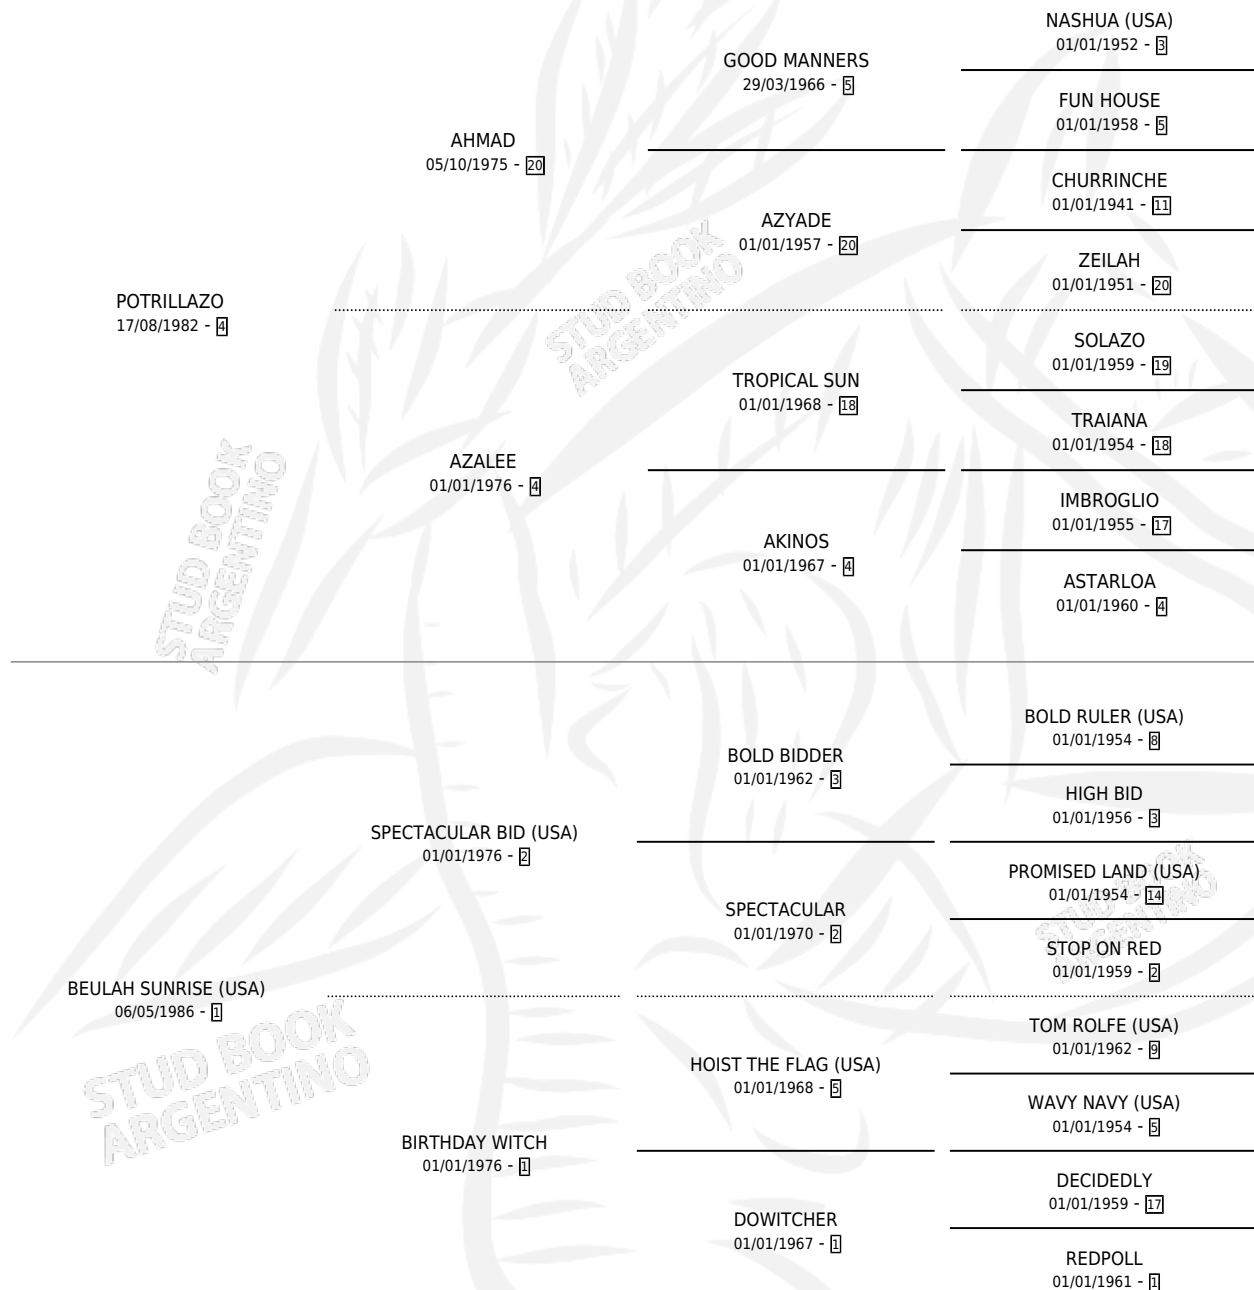 NASHUA (USA)
01/01/1952 - 3
GOOD MANNERS
29/03/1966 - 5
FUN HOUSE
01/01/1958 - 5
AHMAD
05/10/1975 - 20
CHURRINCHE
01/01/1941 - 11
AZYADE
01/01/1957 - 20
ZEILAH
01/01/1951 - 20
POTRILLAZO
17/08/1982 - 4
SOLAZO
01/01/1959 - 19
TROPICAL SUN
01/01/1968 - 18
TRAIANA
01/01/1954 - 18
AZALEE
01/01/1976 - 4
IMBROGLIO
01/01/1955 - 17
AKINOS
01/01/1967 - 4
ASTARLOA
01/01/1960 - 4
STUD BOOK
ARGENTINO
STUD BOOK
ARGENTINO
BOLD RULER (USA)
01/01/1954 - 8
BOLD BIDDER
01/01/1962 - 3
HIGH BID
01/01/1956 - 3
SPECTACULAR BID (USA)
01/01/1976 - 2
PROMISED LAND (USA)
01/01/1954 - 14
SPECTACULAR
01/01/1970 - 2
STOP ON RED
01/01/1959 - 2
STUD BOOK
ARGENTINO
BEULAH SUNRISE (USA)
06/05/1986 - 1
TOM ROLFE (USA)
01/01/1962 - 9
HOIST THE FLAG (USA)
01/01/1968 - 5
WAVY NAVY (USA)
01/01/1954 - 5
STUD BOOK
ARGENTINO
BIRTHDAY WITCH
01/01/1976 - 1
DECIDEDLY
01/01/1959 - 17
DOWITCHER
01/01/1967 - 1
REDPOLL
01/01/1961 - 1